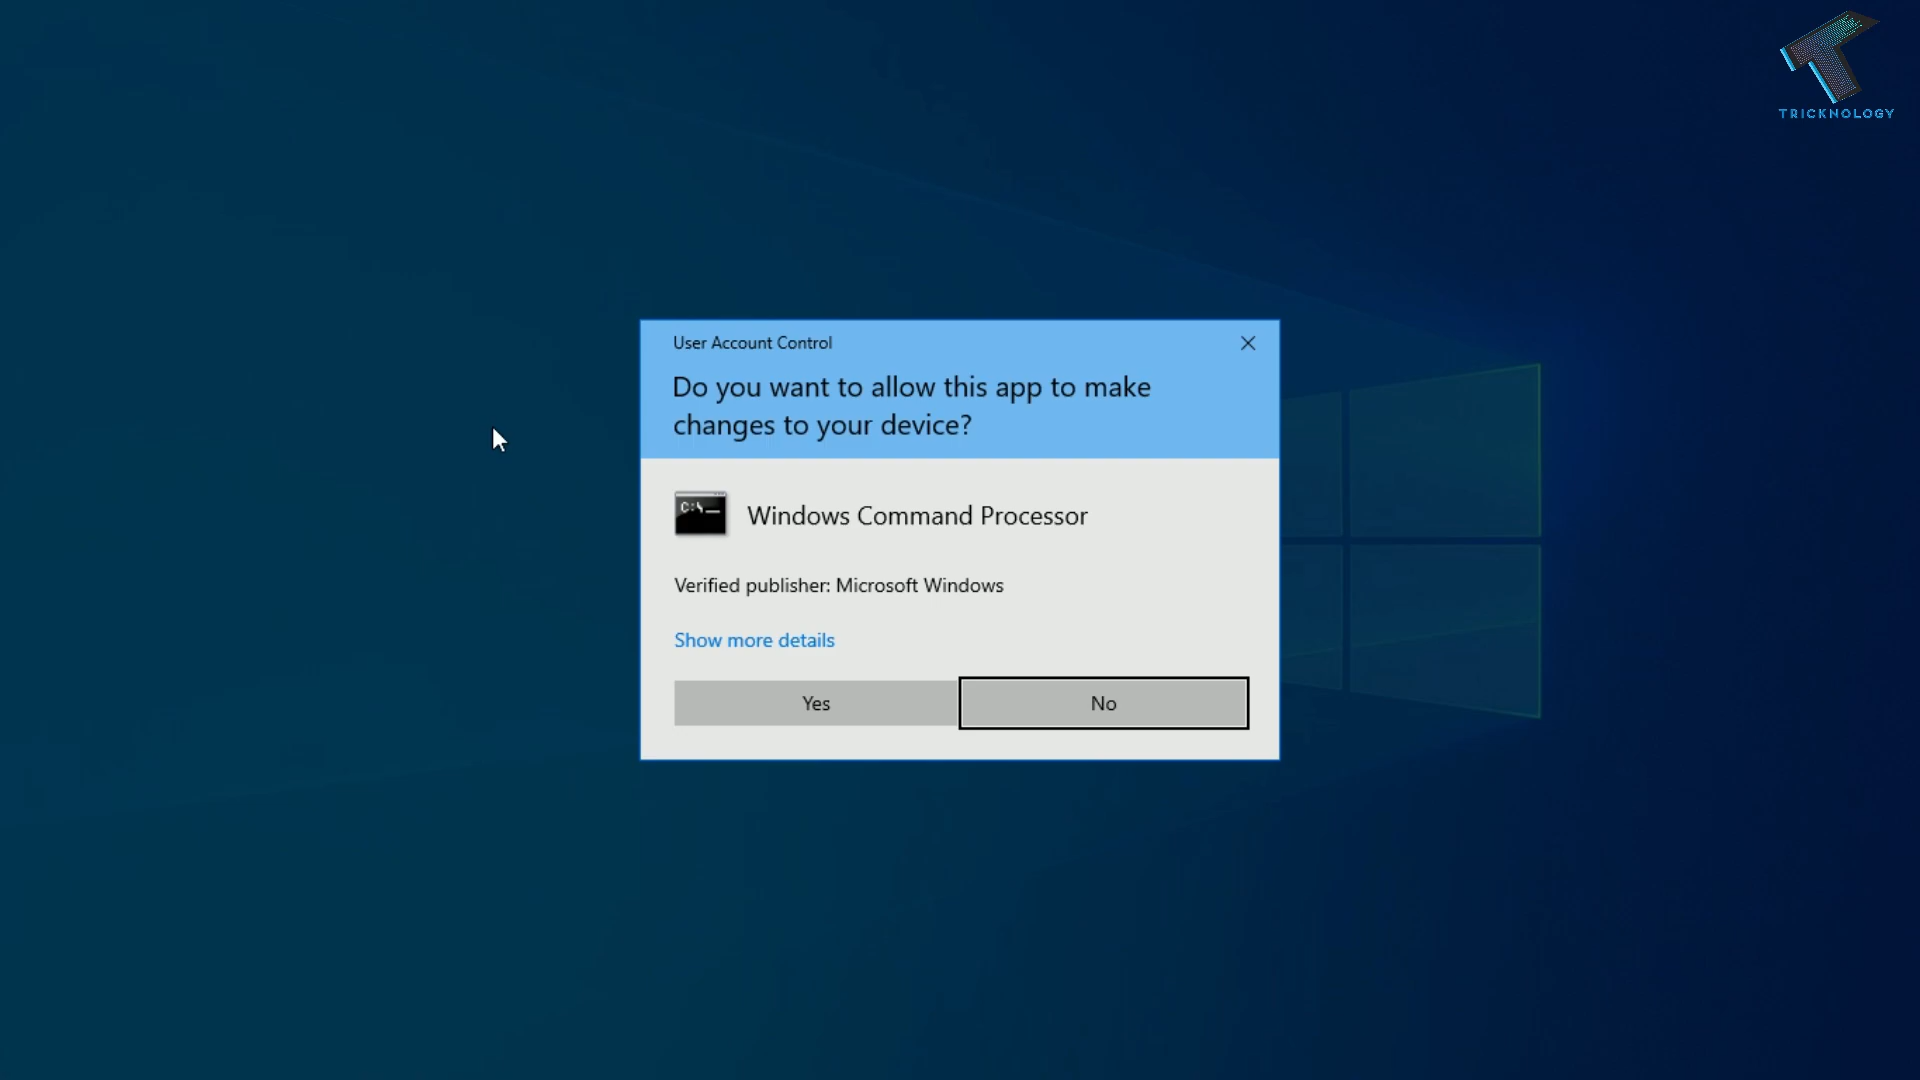 TRICKNOLOGY
User Account Control
Do you want to allow this app to make
changes to your device?
C:\_
Windows Command Processor
Verified publisher: Microsoft Windows
Show more details
Yes
No